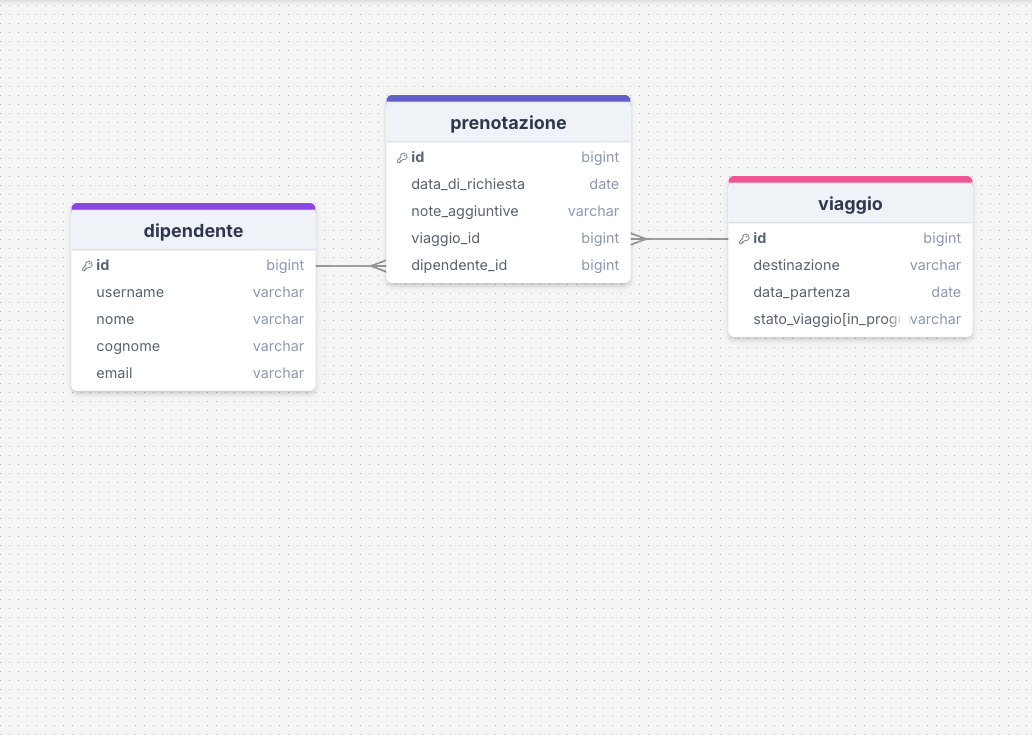 prenotazione
id bigint
data_di_richiesta date
note_aggiuntive varchar
viaggio_id bigint
dipendente_id bigint
viaggio
id bigint
destinazione varchar
data_partenza date
stato_viaggio[in_progr varchar
dipendente
id bigint
username varchar
nome varchar
cognome varchar
email varchar